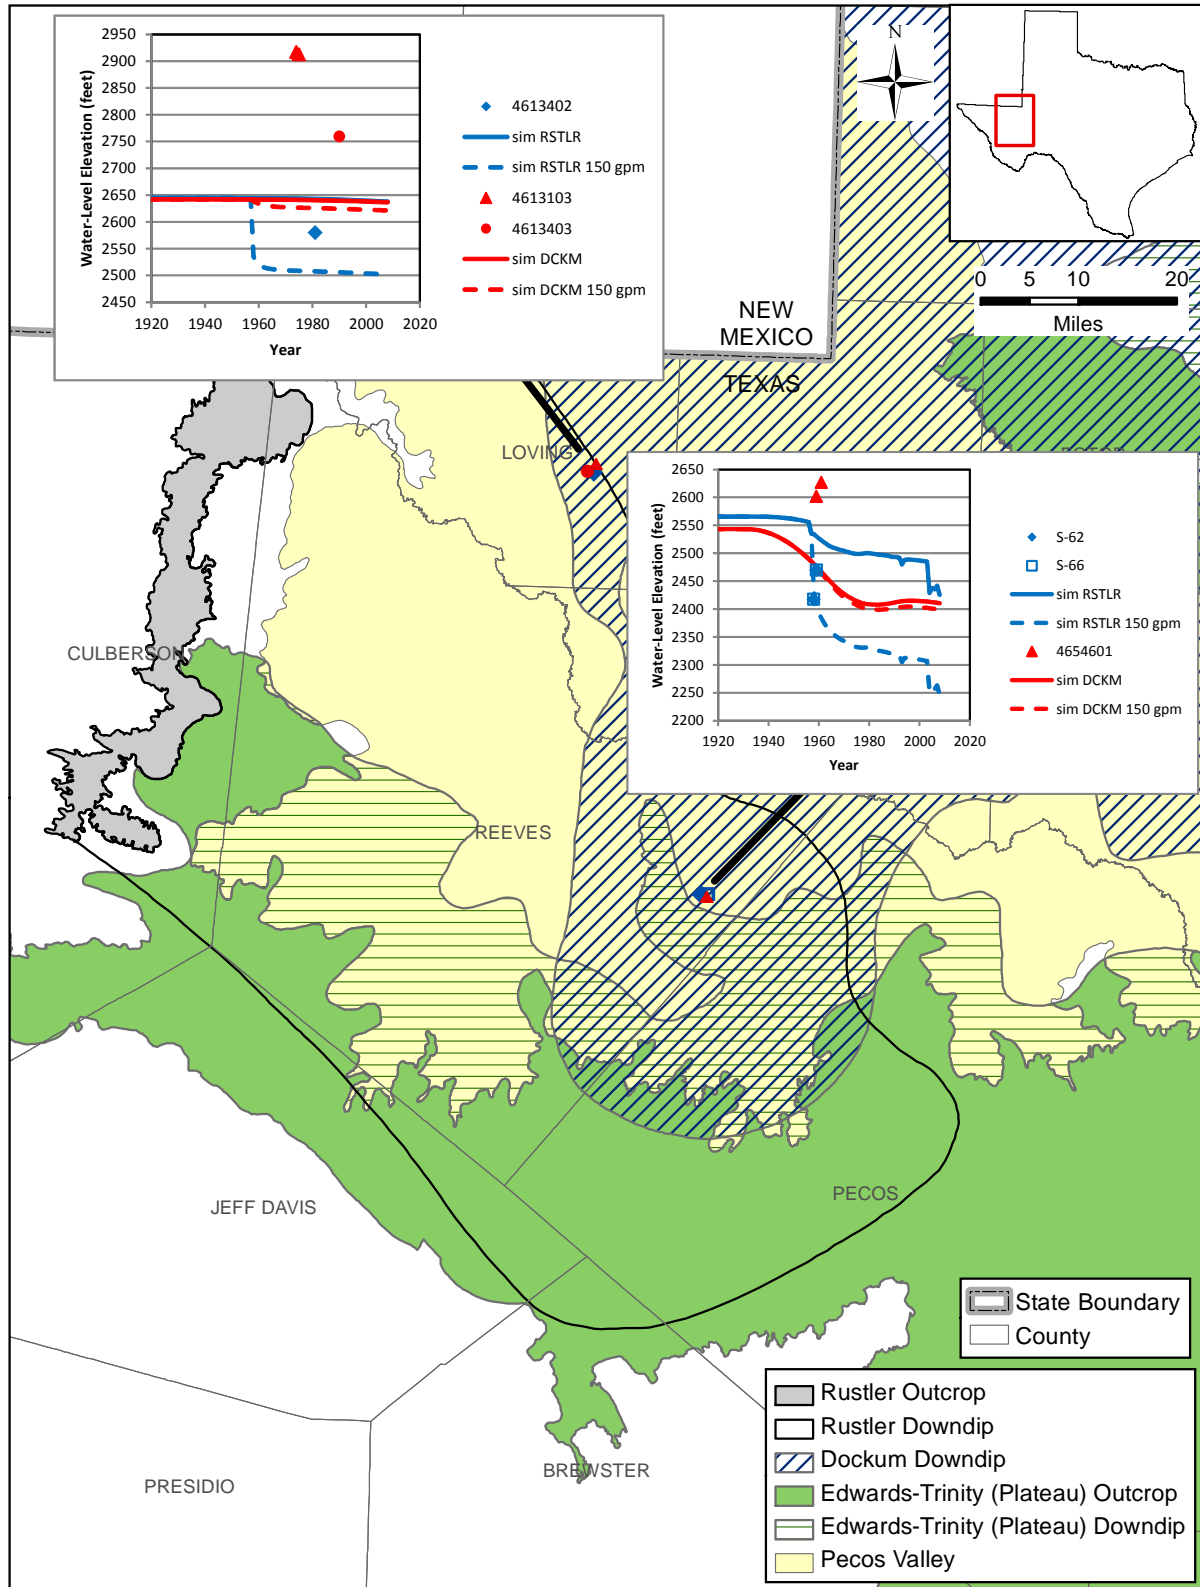 2950
2900
2850
2800
2750
2700
2650
2600
2550
2500
2450
Water-Level Elevation (feet)
1920 1940 1960 1980 2000 2020
Year
4613402
sim RSTLR
sim RSTLR 150 gpm
4613103
4613403
sim DCKM
sim DCKM 150 gpm
N
0 5 10 20
Miles
NEW
MEXICO
TEXAS
LOVING
2650
2600
2550
2500
2450
2400
2350
2300
2250
2200
Water-Level Elevation (feet)
1920 1940 1960 1980 2000 2020
Year
S-62
S-66
sim RSTLR
sim RSTLR 150 gpm
4654601
sim DCKM
sim DCKM 150 gpm
CULBERSON
REEVES
JEFF DAVIS
PECOS
PRESIDIO
BREWSTER
State Boundary
County
Rustler Outcrop
Rustler Downdip
Dockum Downdip
Edwards-Trinity (Plateau) Outcrop
Edwards-Trinity (Plateau) Downdip
Pecos Valley